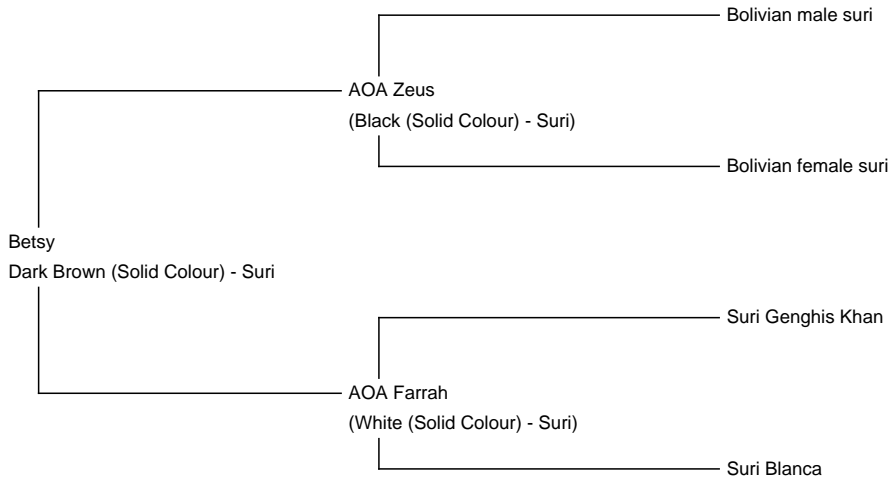 Bolivian male suri
AOA Zeus
(Black (Solid Colour) - Suri)
Bolivian female suri
Betsy
Dark Brown (Solid Colour) - Suri
Suri Genghis Khan
AOA Farrah
(White (Solid Colour) - Suri)
Suri Blanca